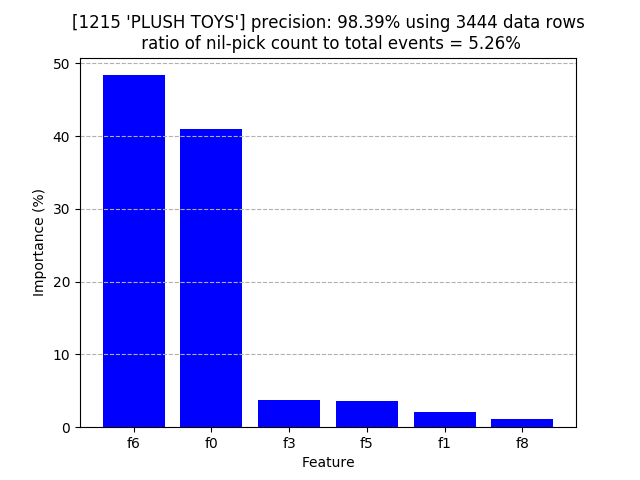 [1215 'PLUSH TOYS'] precision: 98.39% using 3444 data rows
ratio of nil-pick count to total events = 5.26%
50
40
30
20
10
0
Importance (%)
f6 f0 f3 f5 f1 f8
Feature